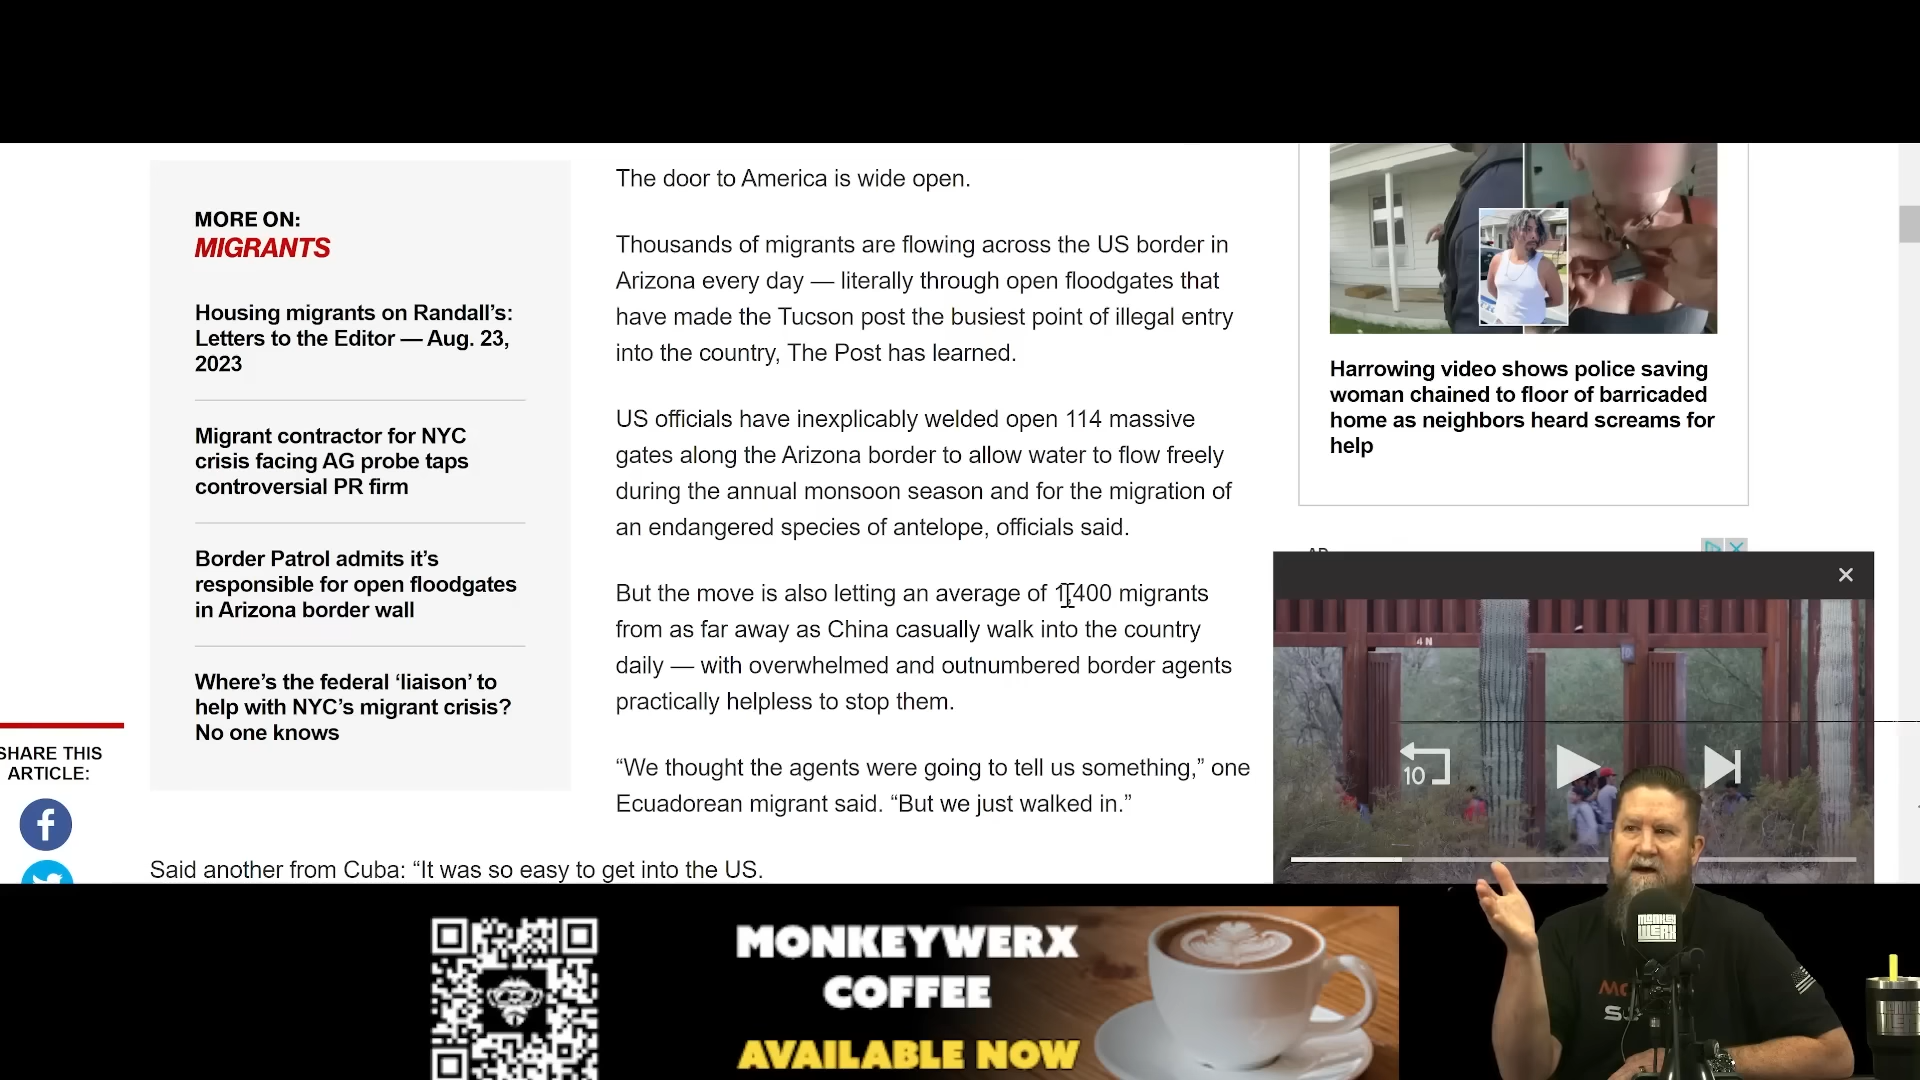 The door to America is wide open.
MORE ON:
MIGRANTS
Housing migrants on Randall’s:
Letters to the Editor — Aug. 23,
2023
Migrant contractor for NYC
crisis facing AG probe taps
controversial PR firm
Border Patrol admits it’s
responsible for open floodgates
in Arizona border wall
Where’s the federal ‘liaison’ to
help with NYC’s migrant crisis?
No one knows
SHARE THIS
ARTICLE:
Thousands of migrants are flowing across the US border in
Arizona every day — literally through open floodgates that
have made the Tucson post the busiest point of illegal entry
into the country, The Post has learned.
US officials have inexplicably welded open 114 massive
gates along the Arizona border to allow water to flow freely
during the annual monsoon season and for the migration of
an endangered species of antelope, officials said.
But the move is also letting an average of 1,400 migrants
from as far away as China casually walk into the country
daily — with overwhelmed and outnumbered border agents
practically helpless to stop them.
“We thought the agents were going to tell us something,” one
Ecuadorean migrant said. “But we just walked in.”
Said another from Cuba: “It was so easy to get into the US.
Harrowing video shows police saving
woman chained to floor of barricaded
home as neighbors heard screams for
help
AD
4 N
10
MONKEYWERX
COFFEE
AVAILABLE NOW
MONKEY
WERX